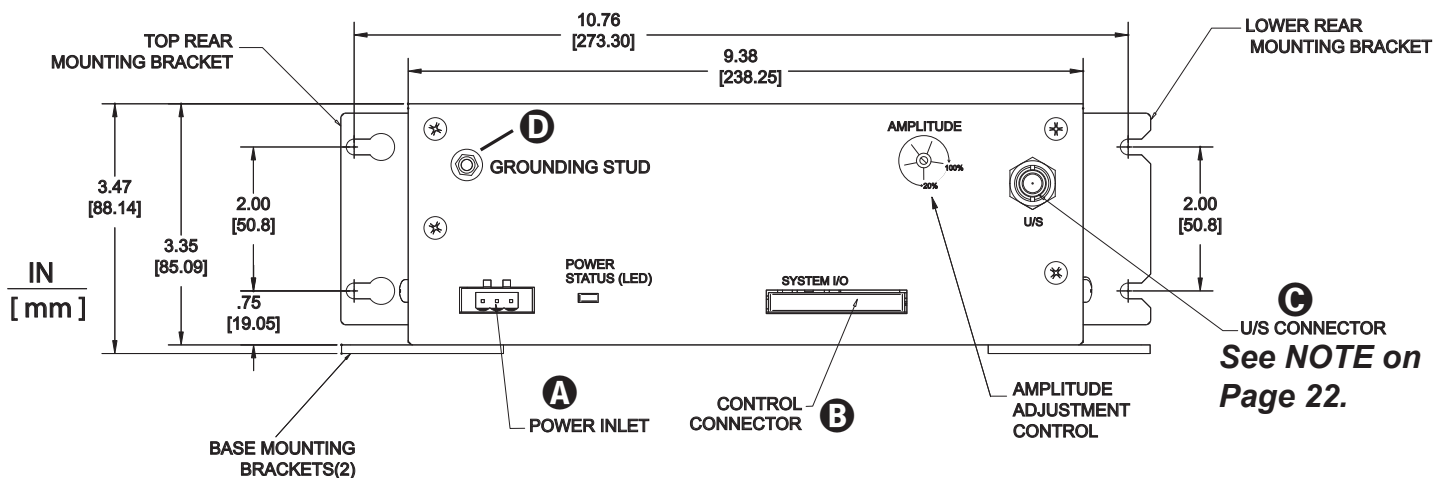 10.76
[273.30]
9.38
[238.25]
TOP REAR
MOUNTING BRACKET
LOWER REAR
MOUNTING BRACKET
D
GROUNDING STUD
AMPLITUDE
100%
20%
U/S
3.47
[88.14]
3.35
[85.09]
2.00
[50.8]
.75
[19.05]
2.00
[50.8]
IN
[mm]
POWER
STATUS (LED)
SYSTEM I/O
C
U/S CONNECTOR
See NOTE on
Page 22.
A
POWER INLET
CONTROL
CONNECTOR
B
AMPLITUDE
ADJUSTMENT
CONTROL
BASE MOUNTING
BRACKETS(2)